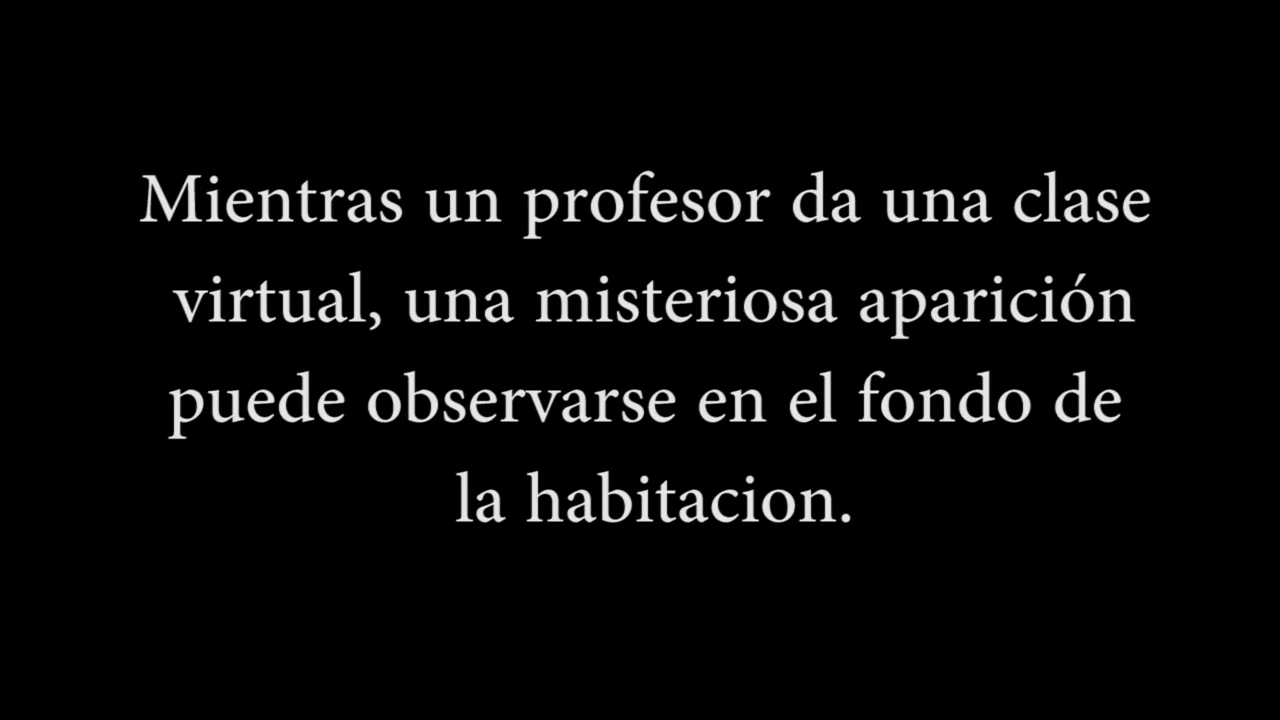 Mientras un profesor da una clase
virtual, una misteriosa aparición
puede observarse en el fondo de
la habitacion.